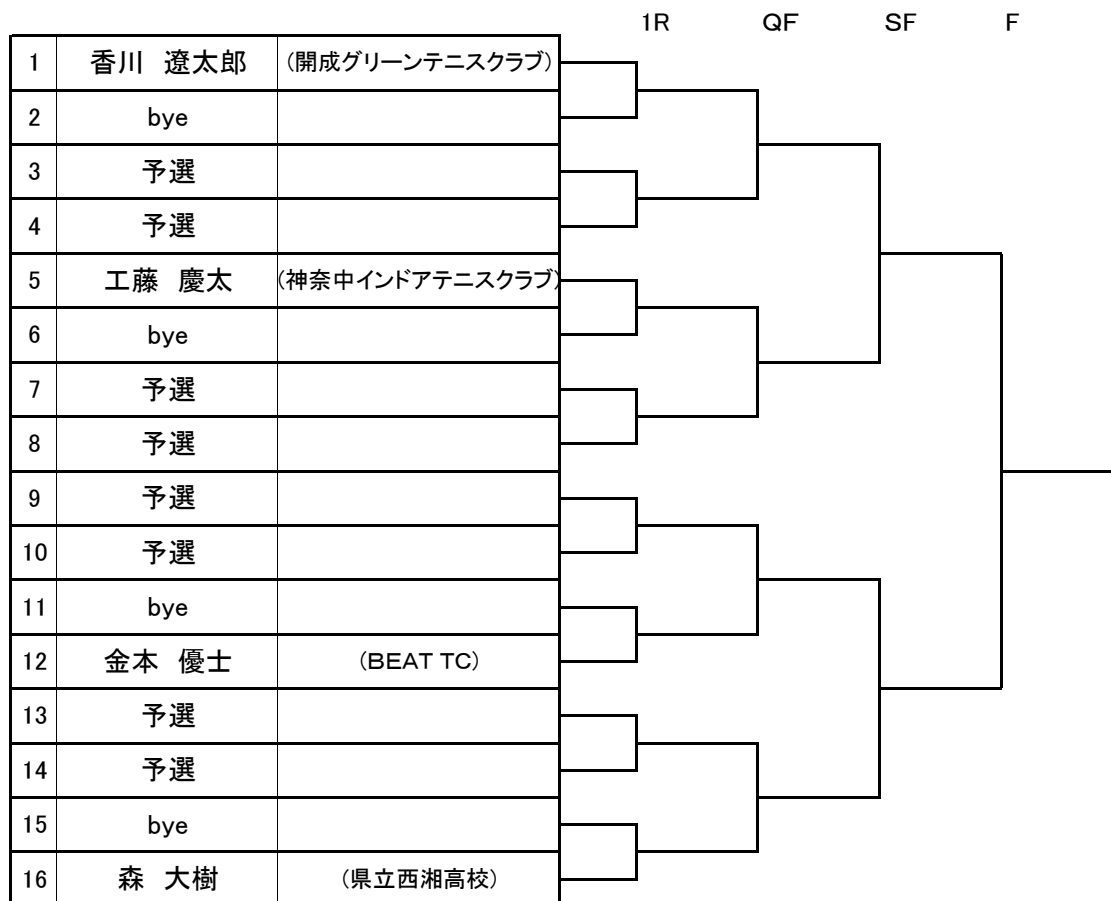 1R QF SF F
1 香川 遼太郎 (開成グリーンテニスクラブ)
2 bye
3 予選
4 予選
5 工藤 慶太 (神奈中インドアテニスクラブ)
6 bye
7 予選
8 予選
9 予選
10 予選
11 bye
12 金本 優士 (BEAT TC)
13 予選
14 予選
15 bye
16 森 大樹 (県立西湘高校)